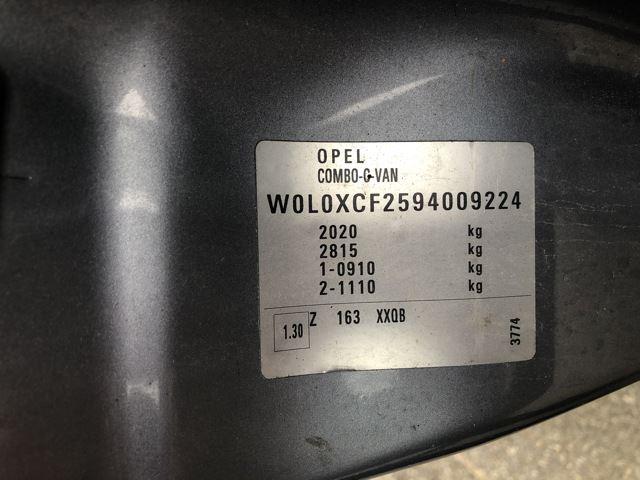 OPEL
COMBO-C-VAN
W0L0XCF2594009224
2020 kg
2815 kg
1-0910 kg
2-1110 kg
1.30 Z 163 XXQB
3774